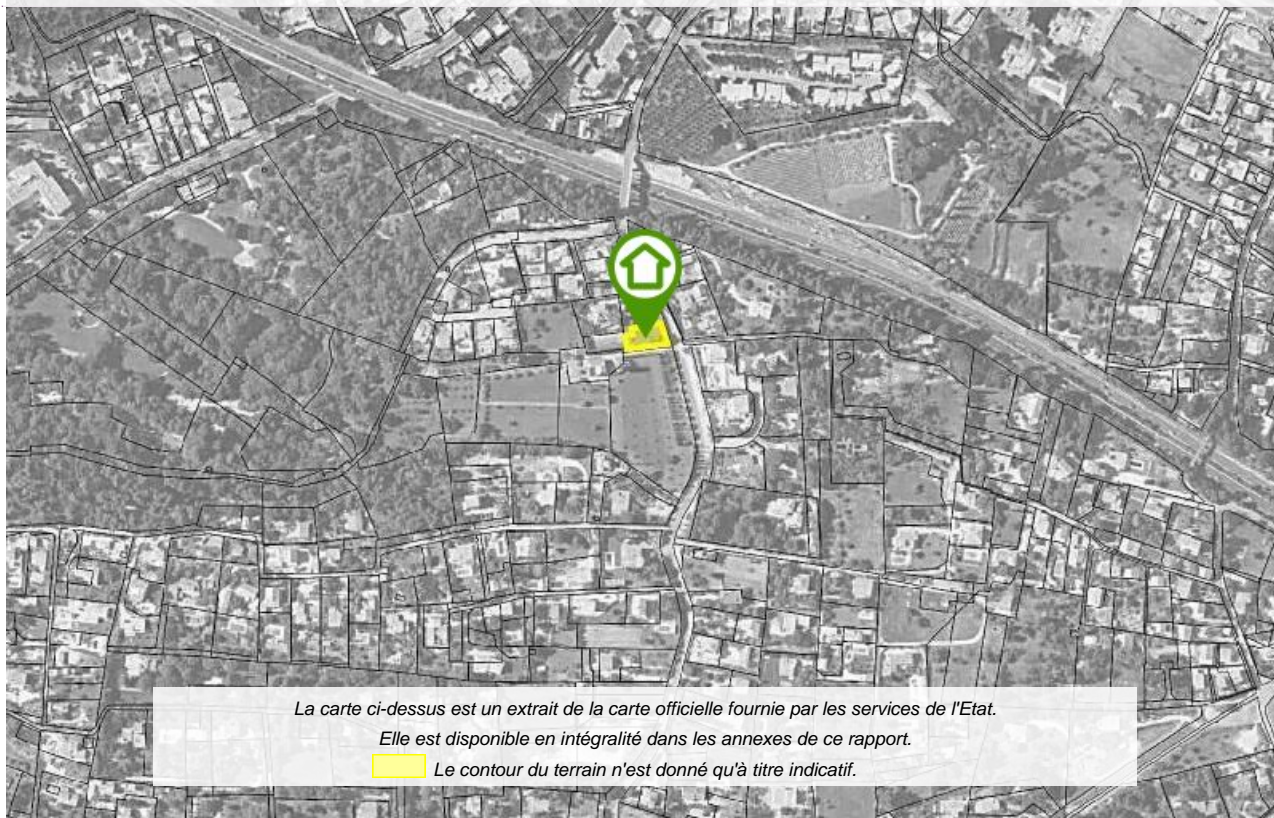 La carte ci-dessus est un extrait de la carte officielle fournie par les services de l'Etat.
Elle est disponible en intégralité dans les annexes de ce rapport.
Le contour du terrain n'est donné qu'à titre indicatif.